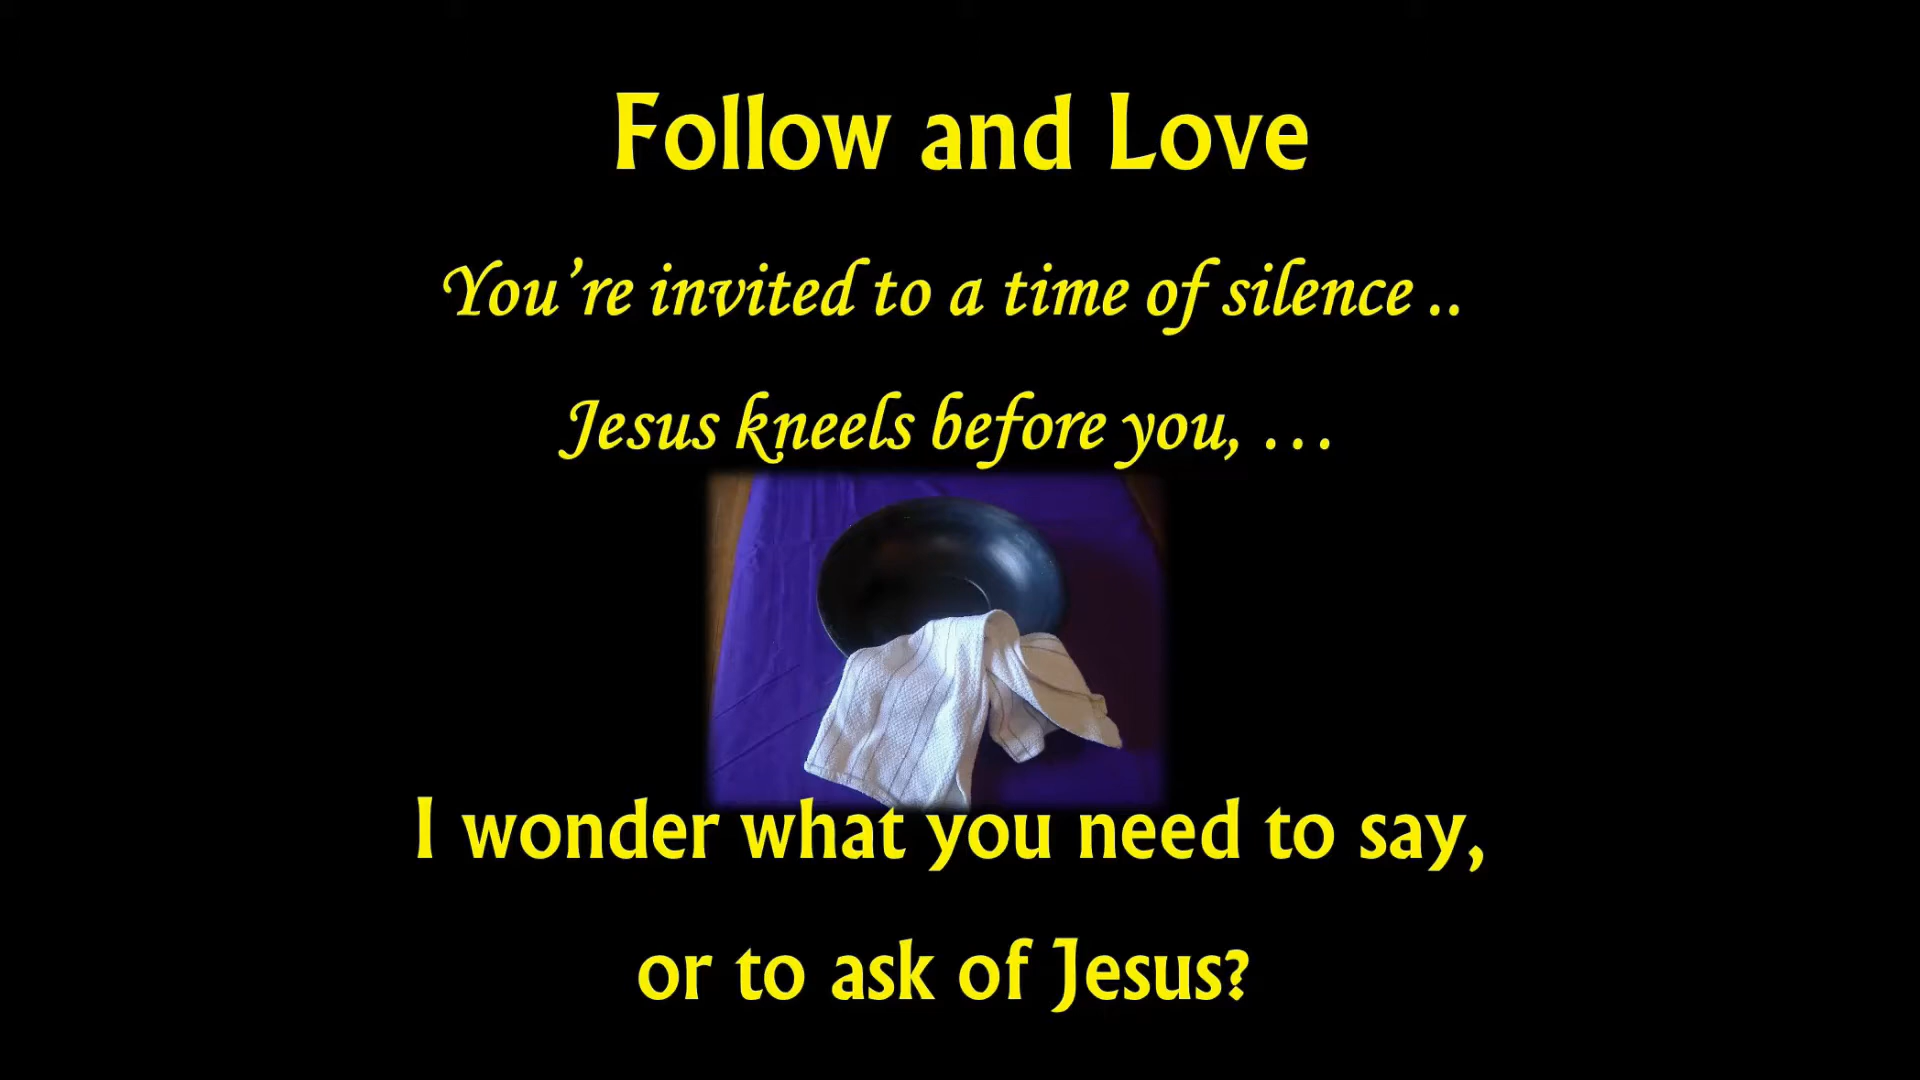 Follow and Love
You’re invited to a time of silence ..
Jesus kneels before you, …
I wonder what you need to say,
or to ask of Jesus?